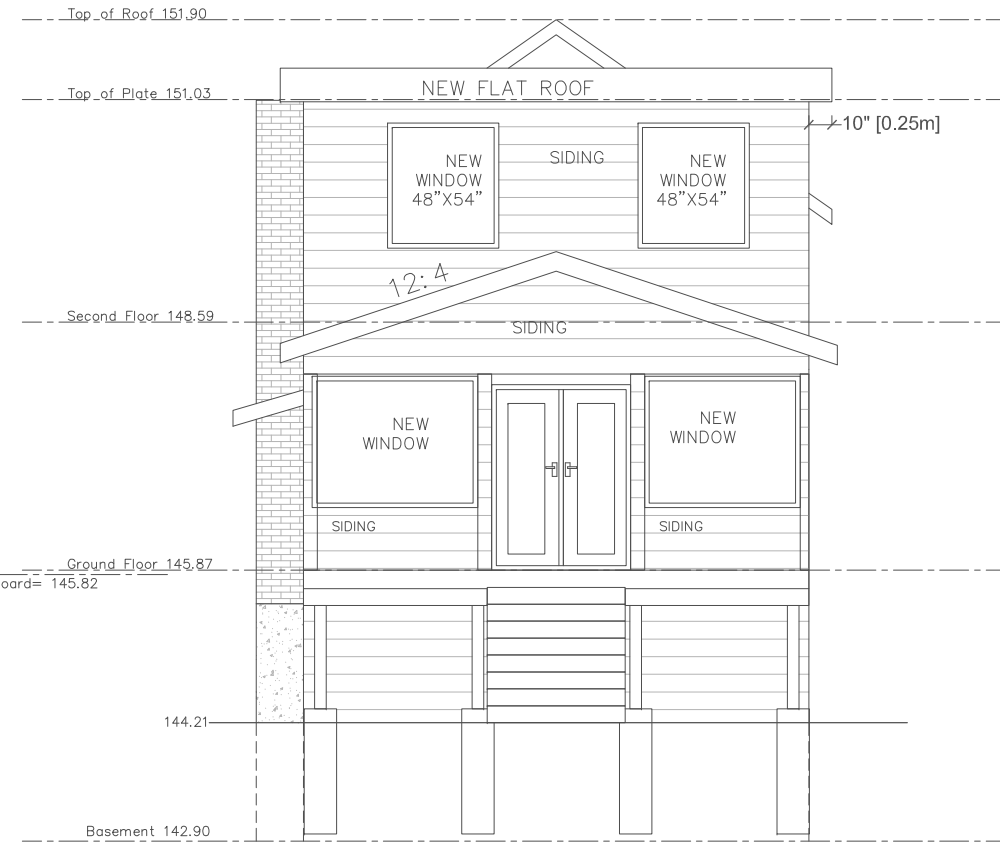 Top of Roof 151.90
NEW FLAT ROOF
Top of Plate 151.03
10" [0.25m]
SIDING
NEW
WINDOW
48”X54”
NEW
WINDOW
48”X54”
12:4
Second Floor 148.59
SIDING
NEW
WINDOW
NEW
WINDOW
SIDING
SIDING
Ground Floor 145.87
oard= 145.82
144.21
Basement 142.90